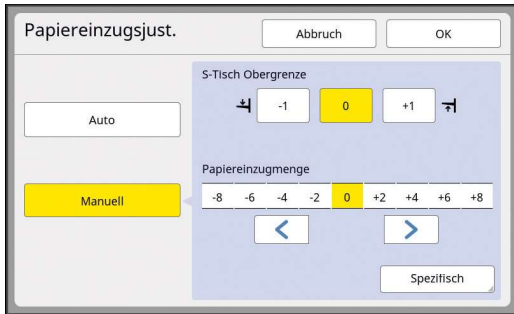 Papiereinzugsjust.
Abbruch
OK
S-Tisch Obergrenze
-1 0 +1
Auto
Papiereinzugmenge
Manuell
-8 -6 -4 -2 0 +2 +4 +6 +8
Spezifisch